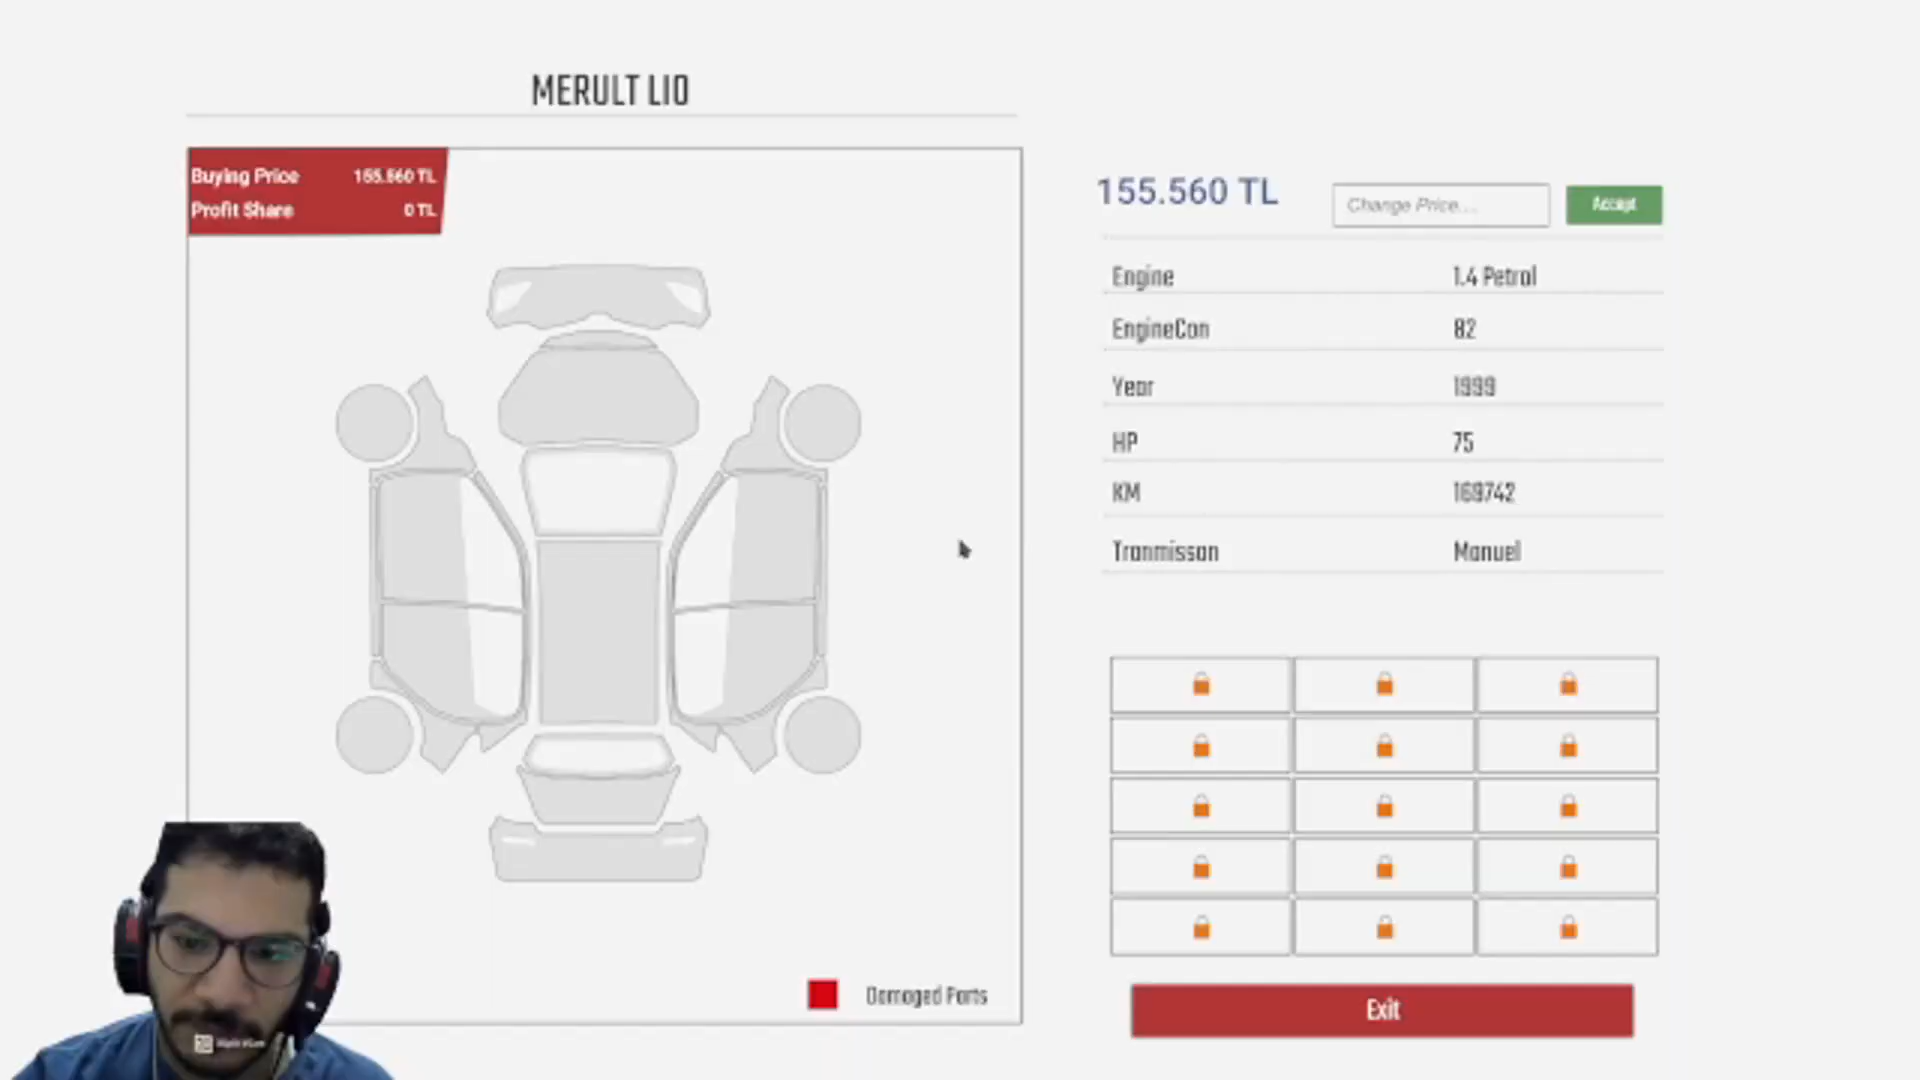 MERULT LIO
Buying Price 155.560 TL
Profit Share 0 TL
155.560 TL
Change Price...
Accept
Engine 1.4 Petrol
EngineCon 82
Year 1999
HP 75
KM 169742
Tranmisson Manuel
Damaged Parts
Exit